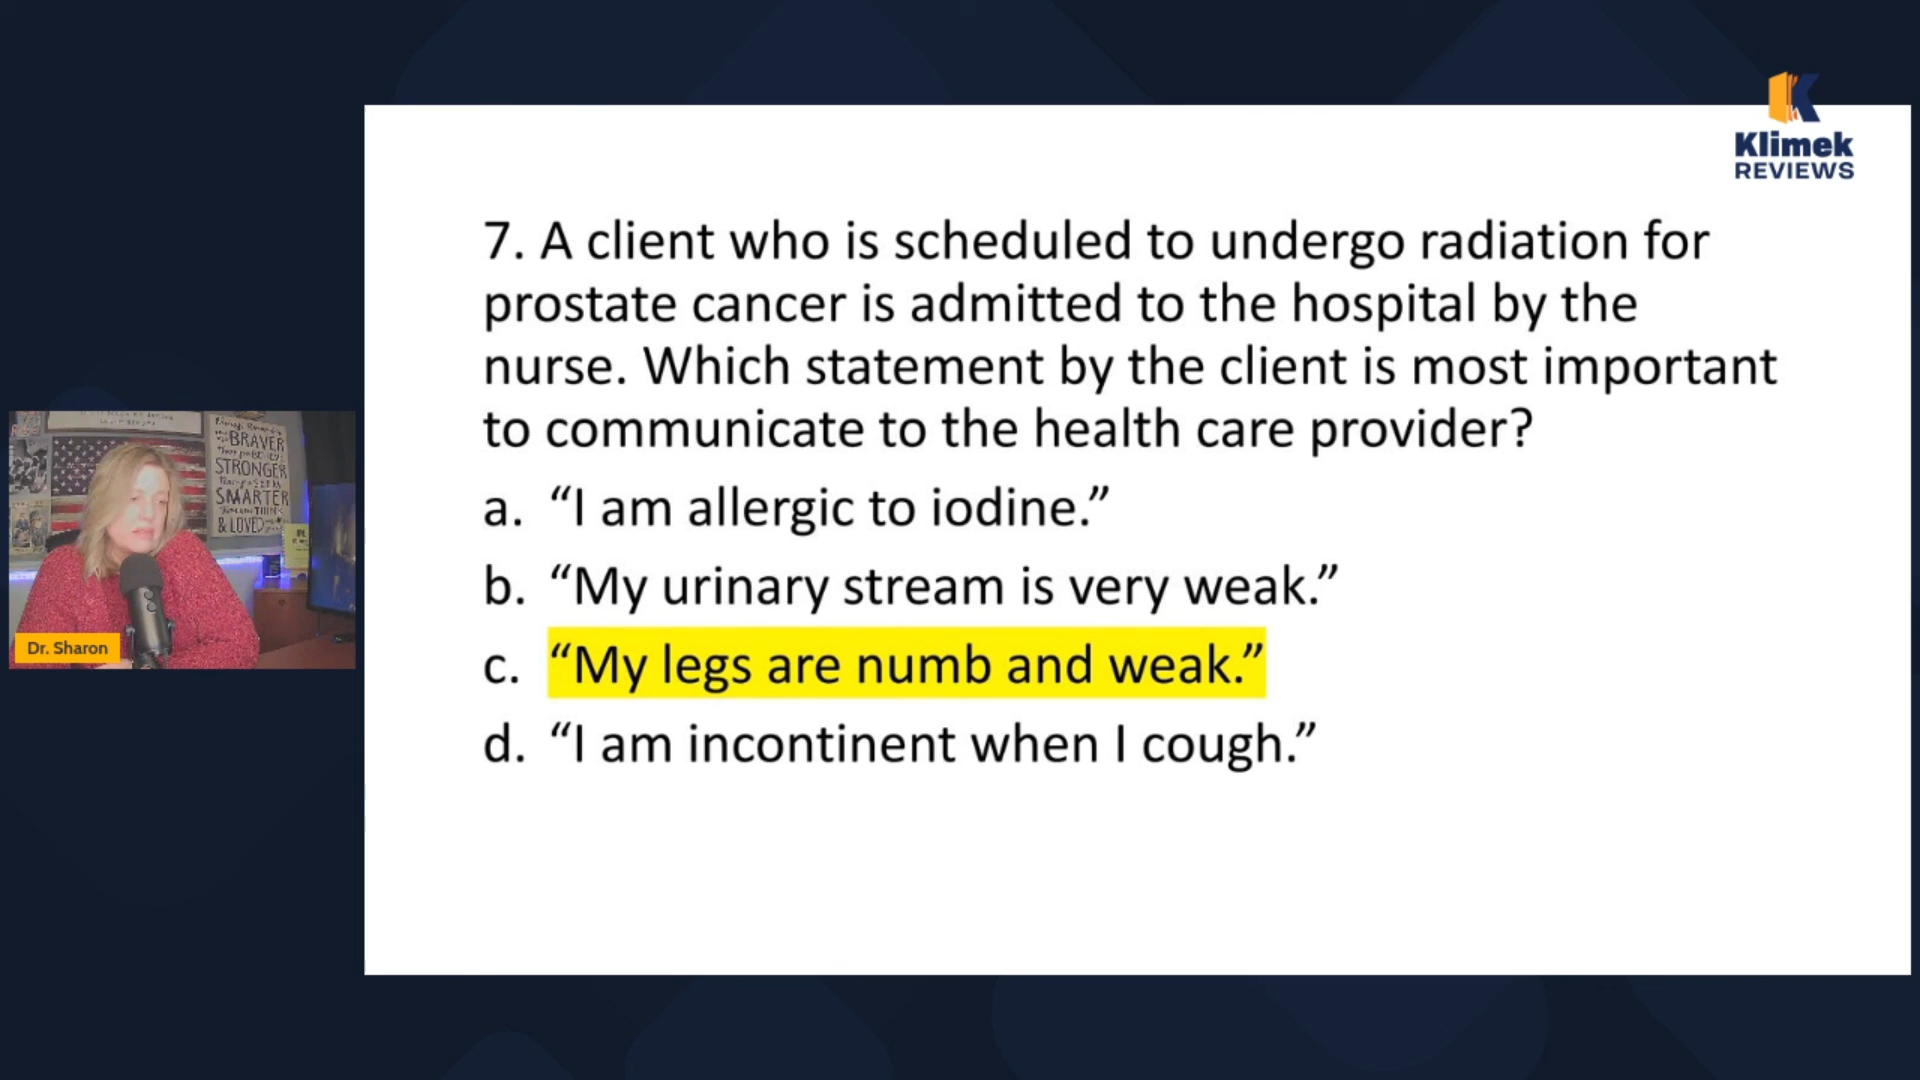 Klimek
REVIEWS
7. A client who is scheduled to undergo radiation for
prostate cancer is admitted to the hospital by the
nurse. Which statement by the client is most important
to communicate to the health care provider?
a. “I am allergic to iodine.”
b. “My urinary stream is very weak.”
c. “My legs are numb and weak.”
d. “I am incontinent when I cough.”
BRAVER
STRONGER
SMARTER
& LOVED
Dr. Sharon